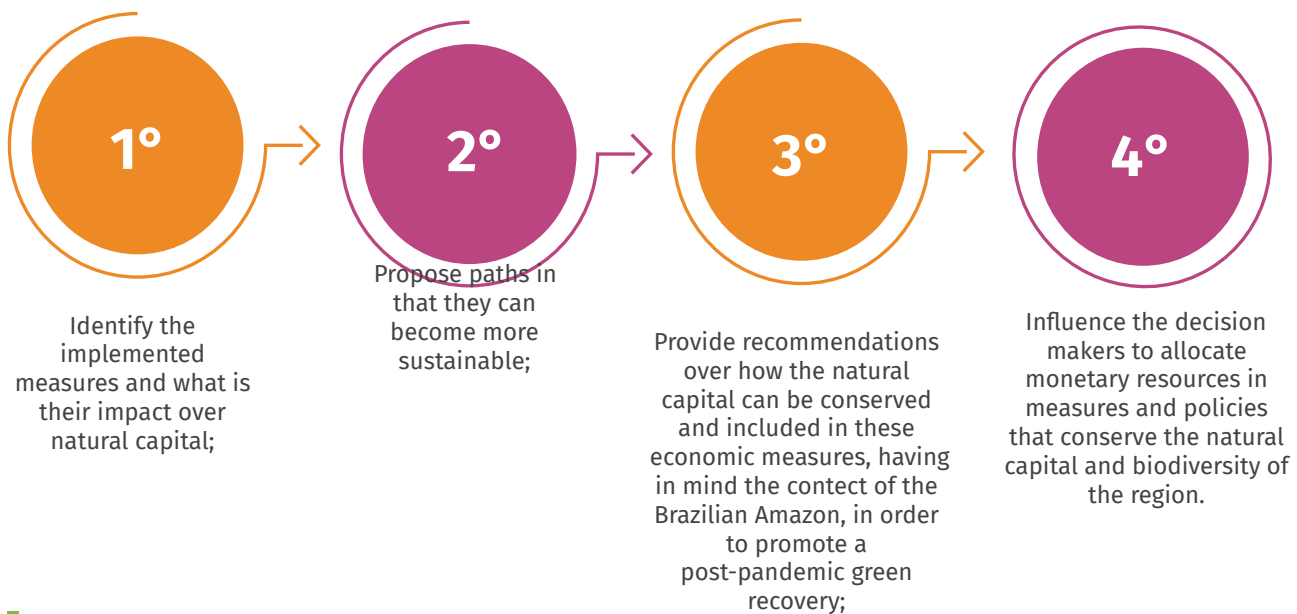 1º
Identify the
implemented
measures and what is
their impact over
natural capital;
2º
Propose paths in
that they can
become more
sustainable;
3º
Provide recommendations
over how the natural
capital can be conserved
and included in these
economic measures, having
in mind the contect of the
Brazilian Amazon, in order
to promote a
post-pandemic green
recovery;
4º
Influence the decision
makers to allocate
monetary resources in
measures and policies
that conserve the natural
capital and biodiversity of
the region.